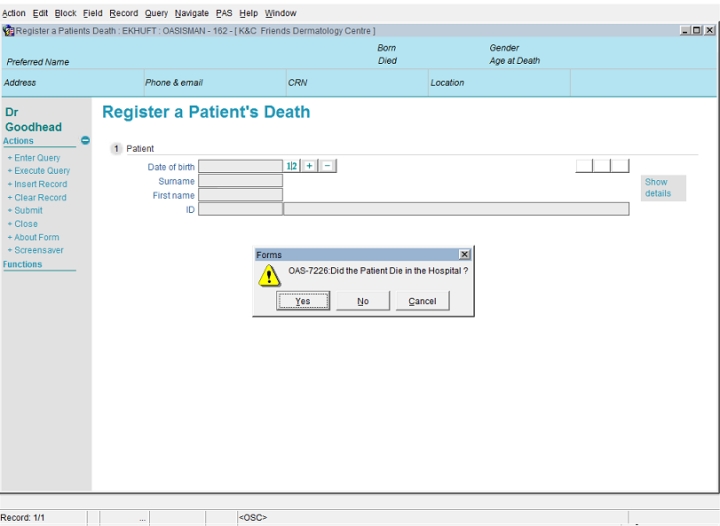 Action Edit Block Field Record Query Navigate PAS Help Window
Register a Patients Death : EKHUFT : OASISMAN - 162 - [ K&C Friends Dermatology Centre ]
Born Gender
Preferred Name Died Age at Death
Address Phone & email CRN Location
Dr
Goodhead
Actions
+ Enter Query
+ Execute Query
+ Insert Record
+ Clear Record
+ Submit
+ Close
+ About Form
+ Screensaver
Functions
Register a Patient's Death
1 Patient
Date of birth 1|2 + −
Surname
First name
ID
Show
details
Forms
OAS-7226:Did the Patient Die in the Hospital ?
Yes No Cancel
Record: 1/1 ... <OSC>